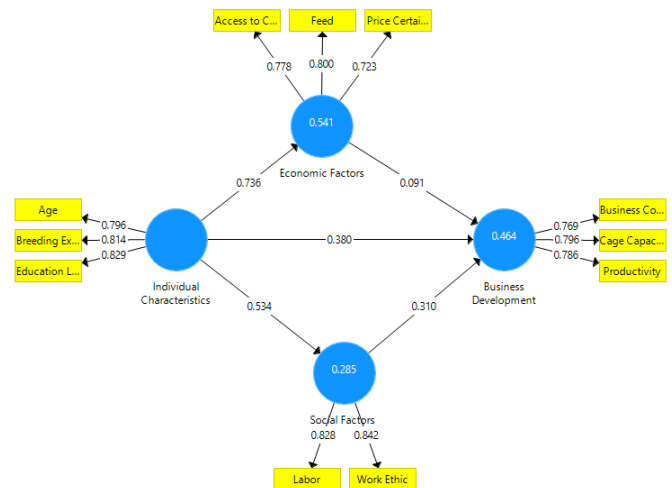 Access to C...
Feed
Price Certai...
0.778
0.800
0.723
0.541
Economic Factors
0.736
0.091
Age
Breeding Ex...
Education L...
0.796
0.814
0.829
Individual
Characteristics
0.380
0.464
Business
Development
0.769
0.796
0.786
Business Co...
Cage Capac...
Productivity
0.534
0.310
0.285
Social Factors
0.828
0.842
Labor
Work Ethic